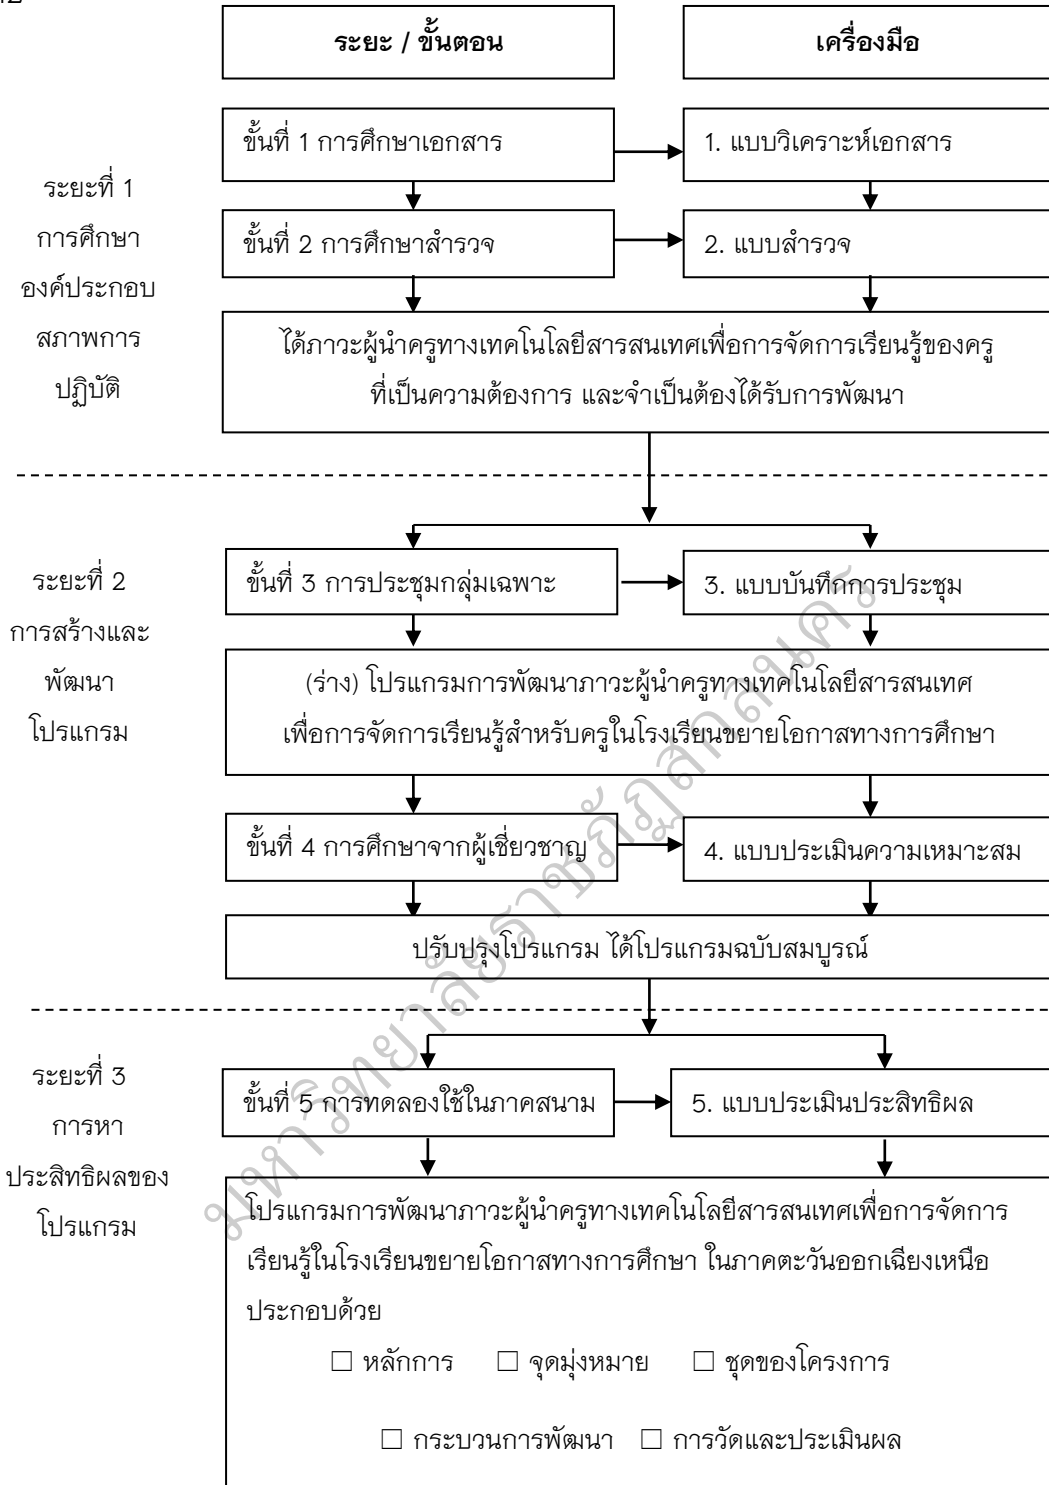 ระยะ / ขั้นตอน
เครื่องมือ
ระยะที่ 1
การศึกษา
องค์ประกอบ
สภาพการ
ปฏิบัติ
ขั้นที่ 1 การศึกษาเอกสาร
1. แบบวิเคราะห์เอกสาร
ขั้นที่ 2 การศึกษาสำรวจ
2. แบบสำรวจ
ได้ภาวะผู้นำครูทางเทคโนโลยีสารสนเทศเพื่อการจัดการเรียนรู้ของครู
ที่เป็นความต้องการ และจำเป็นต้องได้รับการพัฒนา
ระยะที่ 2
การสร้างและ
พัฒนา
โปรแกรม
ขั้นที่ 3 การประชุมกลุ่มเฉพาะ
3. แบบบันทึกการประชุม
(ร่าง) โปรแกรมการพัฒนาภาวะผู้นำครูทางเทคโนโลยีสารสนเทศ
เพื่อการจัดการเรียนรู้สำหรับครูในโรงเรียนขยายโอกาสทางการศึกษา
ขั้นที่ 4 การศึกษาจากผู้เชี่ยวชาญ
4. แบบประเมินความเหมาะสม
ปรับปรุงโปรแกรม ได้โปรแกรมฉบับสมบูรณ์
ระยะที่ 3
การหา
ประสิทธิผลของ
โปรแกรม
ขั้นที่ 5 การทดลองใช้ในภาคสนาม
5. แบบประเมินประสิทธิผล
โปรแกรมการพัฒนาภาวะผู้นำครูทางเทคโนโลยีสารสนเทศเพื่อการจัดการ
เรียนรู้ในโรงเรียนขยายโอกาสทางการศึกษา ในภาคตะวันออกเฉียงเหนือ
ประกอบด้วย
☐ หลักการ ☐ จุดมุ่งหมาย ☐ ชุดของโครงการ
☐ กระบวนการพัฒนา ☐ การวัดและประเมินผล
มหาวิทยาลัยราชภัฏสกลนคร